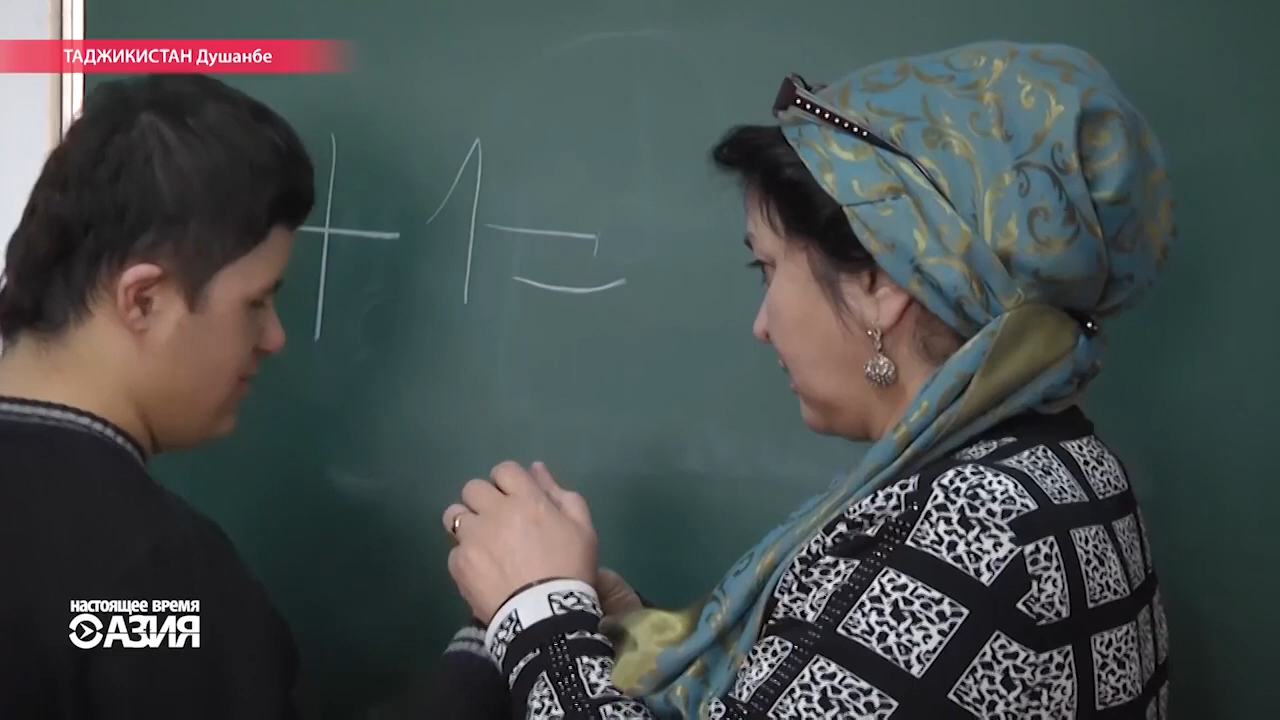 ТАДЖИКИСТАН Душанбе
+ 1 =
НАСТОЯЩЕЕ ВРЕМЯ
АЗИЯ